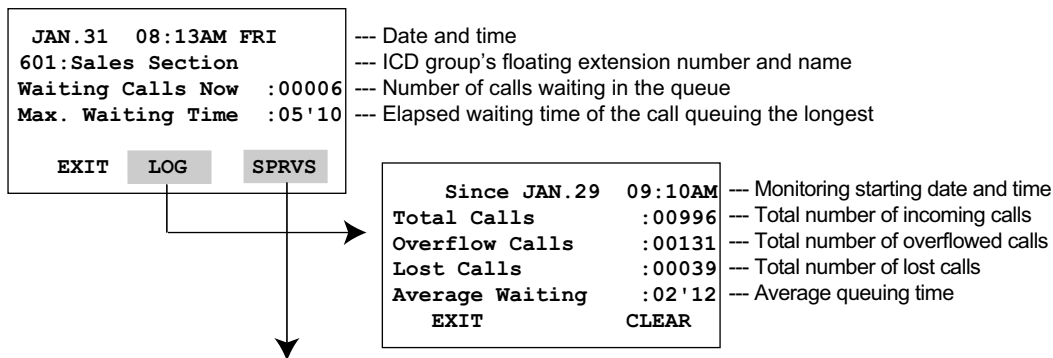 JAN.31 08:13AM FRI --- Date and time
601:Sales Section --- ICD group's floating extension number and name
Waiting Calls Now :00006 --- Number of calls waiting in the queue
Max. Waiting Time :05'10 --- Elapsed waiting time of the call queuing the longest
EXIT LOG SPRVS
Since JAN.29 09:10AM --- Monitoring starting date and time
Total Calls :00996 --- Total number of incoming calls
Overflow Calls :00131 --- Total number of overflowed calls
Lost Calls :00039 --- Total number of lost calls
Average Waiting :02'12 --- Average queuing time
EXIT CLEAR